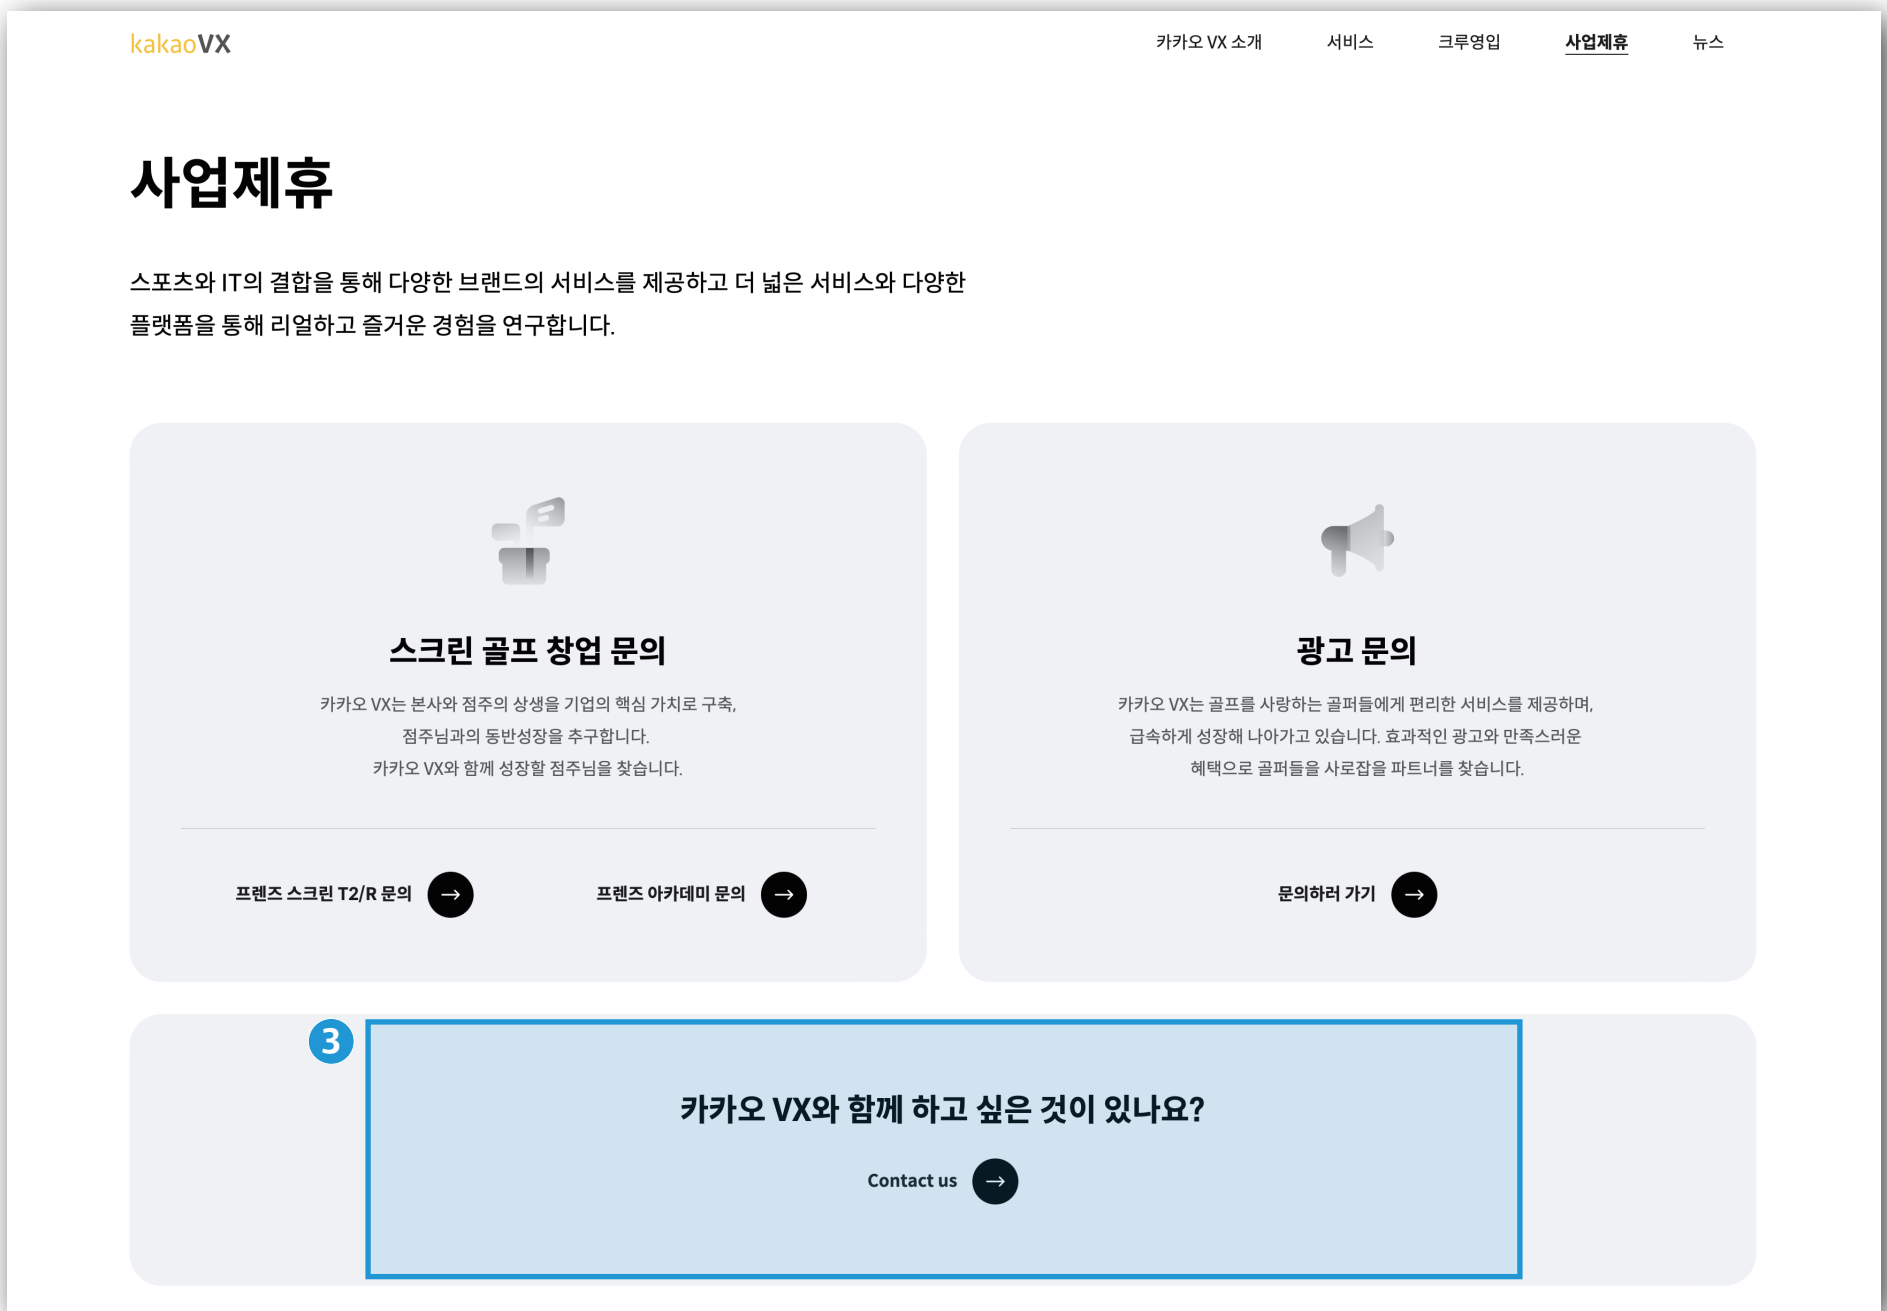 kakaoVX
카카오 VX 소개 서비스 크루영입 사업제휴 뉴스
사업제휴
스포츠와 IT의 결합을 통해 다양한 브랜드의 서비스를 제공하고 더 넓은 서비스와 다양한
플랫폼을 통해 리얼하고 즐거운 경험을 연구합니다.
스크린 골프 창업 문의
카카오 VX는 본사와 점주의 상생을 기업의 핵심 가치로 구축,
점주님과의 동반성장을 추구합니다.
카카오 VX와 함께 성장할 점주님을 찾습니다.
프렌즈 스크린 T2/R 문의
프렌즈 아카데미 문의
광고 문의
카카오 VX는 골프를 사랑하는 골퍼들에게 편리한 서비스를 제공하며,
급속하게 성장해 나아가고 있습니다. 효과적인 광고와 만족스러운
혜택으로 골퍼들을 사로잡을 파트너를 찾습니다.
문의하러 가기
3
카카오 VX와 함께 하고 싶은 것이 있나요?
Contact us